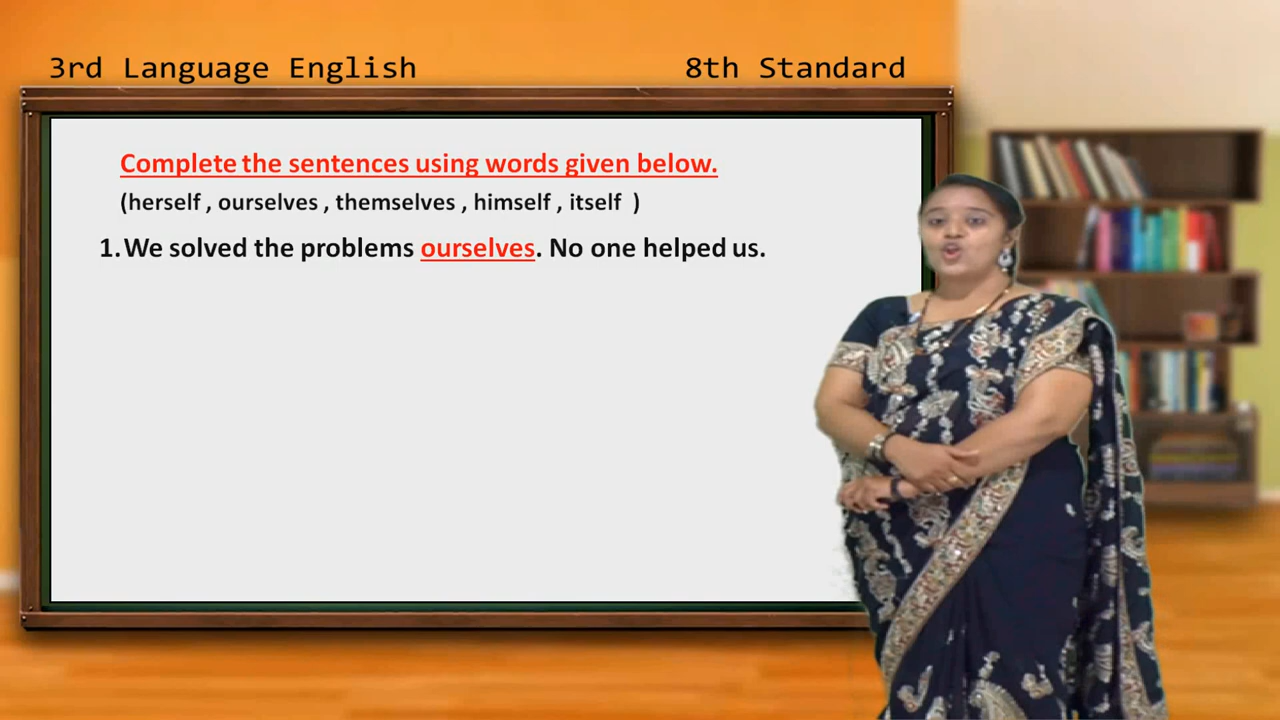 3rd Language English 8th Standard
Complete the sentences using words given below.
(herself , ourselves , themselves , himself , itself )
1.We solved the problems ourselves. No one helped us.